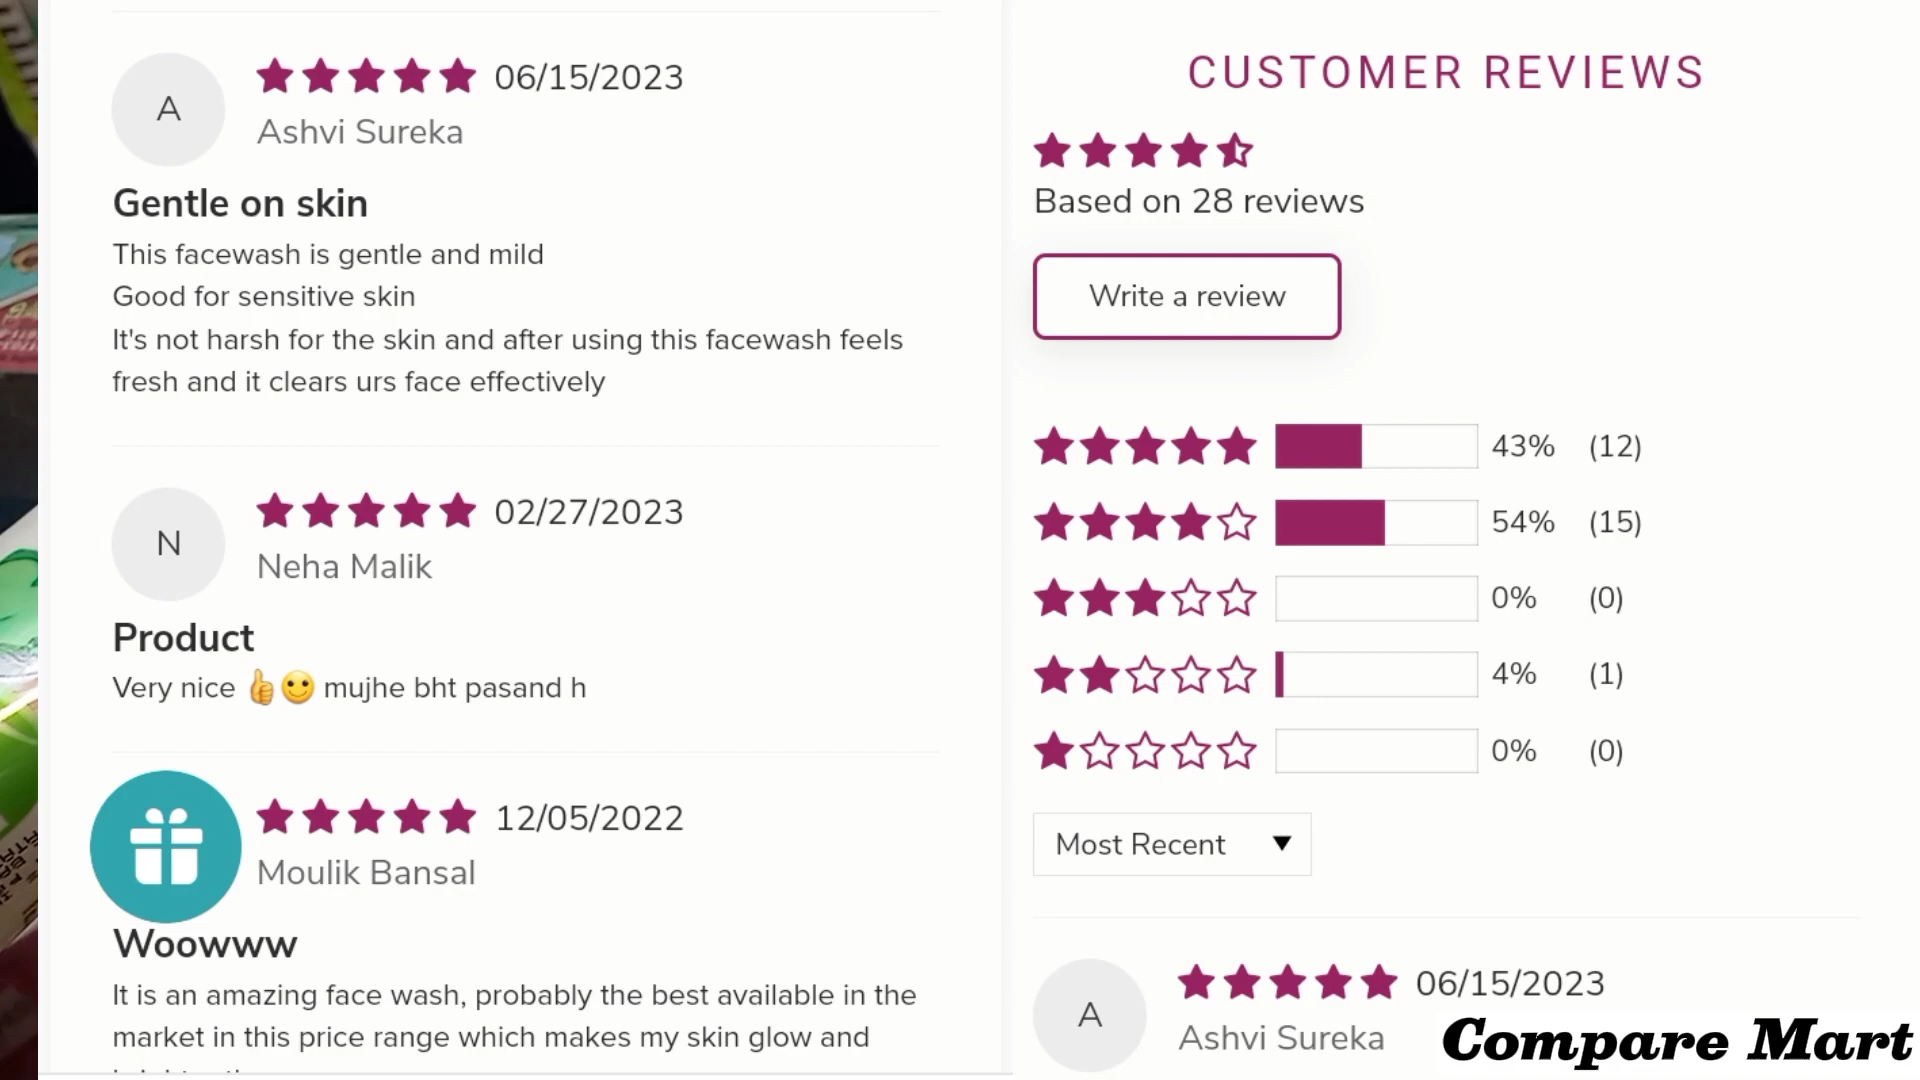 A
06/15/2023
Ashvi Sureka
Gentle on skin
This facewash is gentle and mild
Good for sensitive skin
It's not harsh for the skin and after using this facewash feels
fresh and it clears urs face effectively
N
02/27/2023
Neha Malik
Product
Very nice 👍🙂 mujhe bht pasand h
12/05/2022
Moulik Bansal
Woowww
It is an amazing face wash, probably the best available in the
market in this price range which makes my skin glow and
CUSTOMER REVIEWS
Based on 28 reviews
Write a review
43% (12)
54% (15)
0% (0)
4% (1)
0% (0)
Most Recent
A
06/15/2023
Ashvi Sureka
Compare Mart